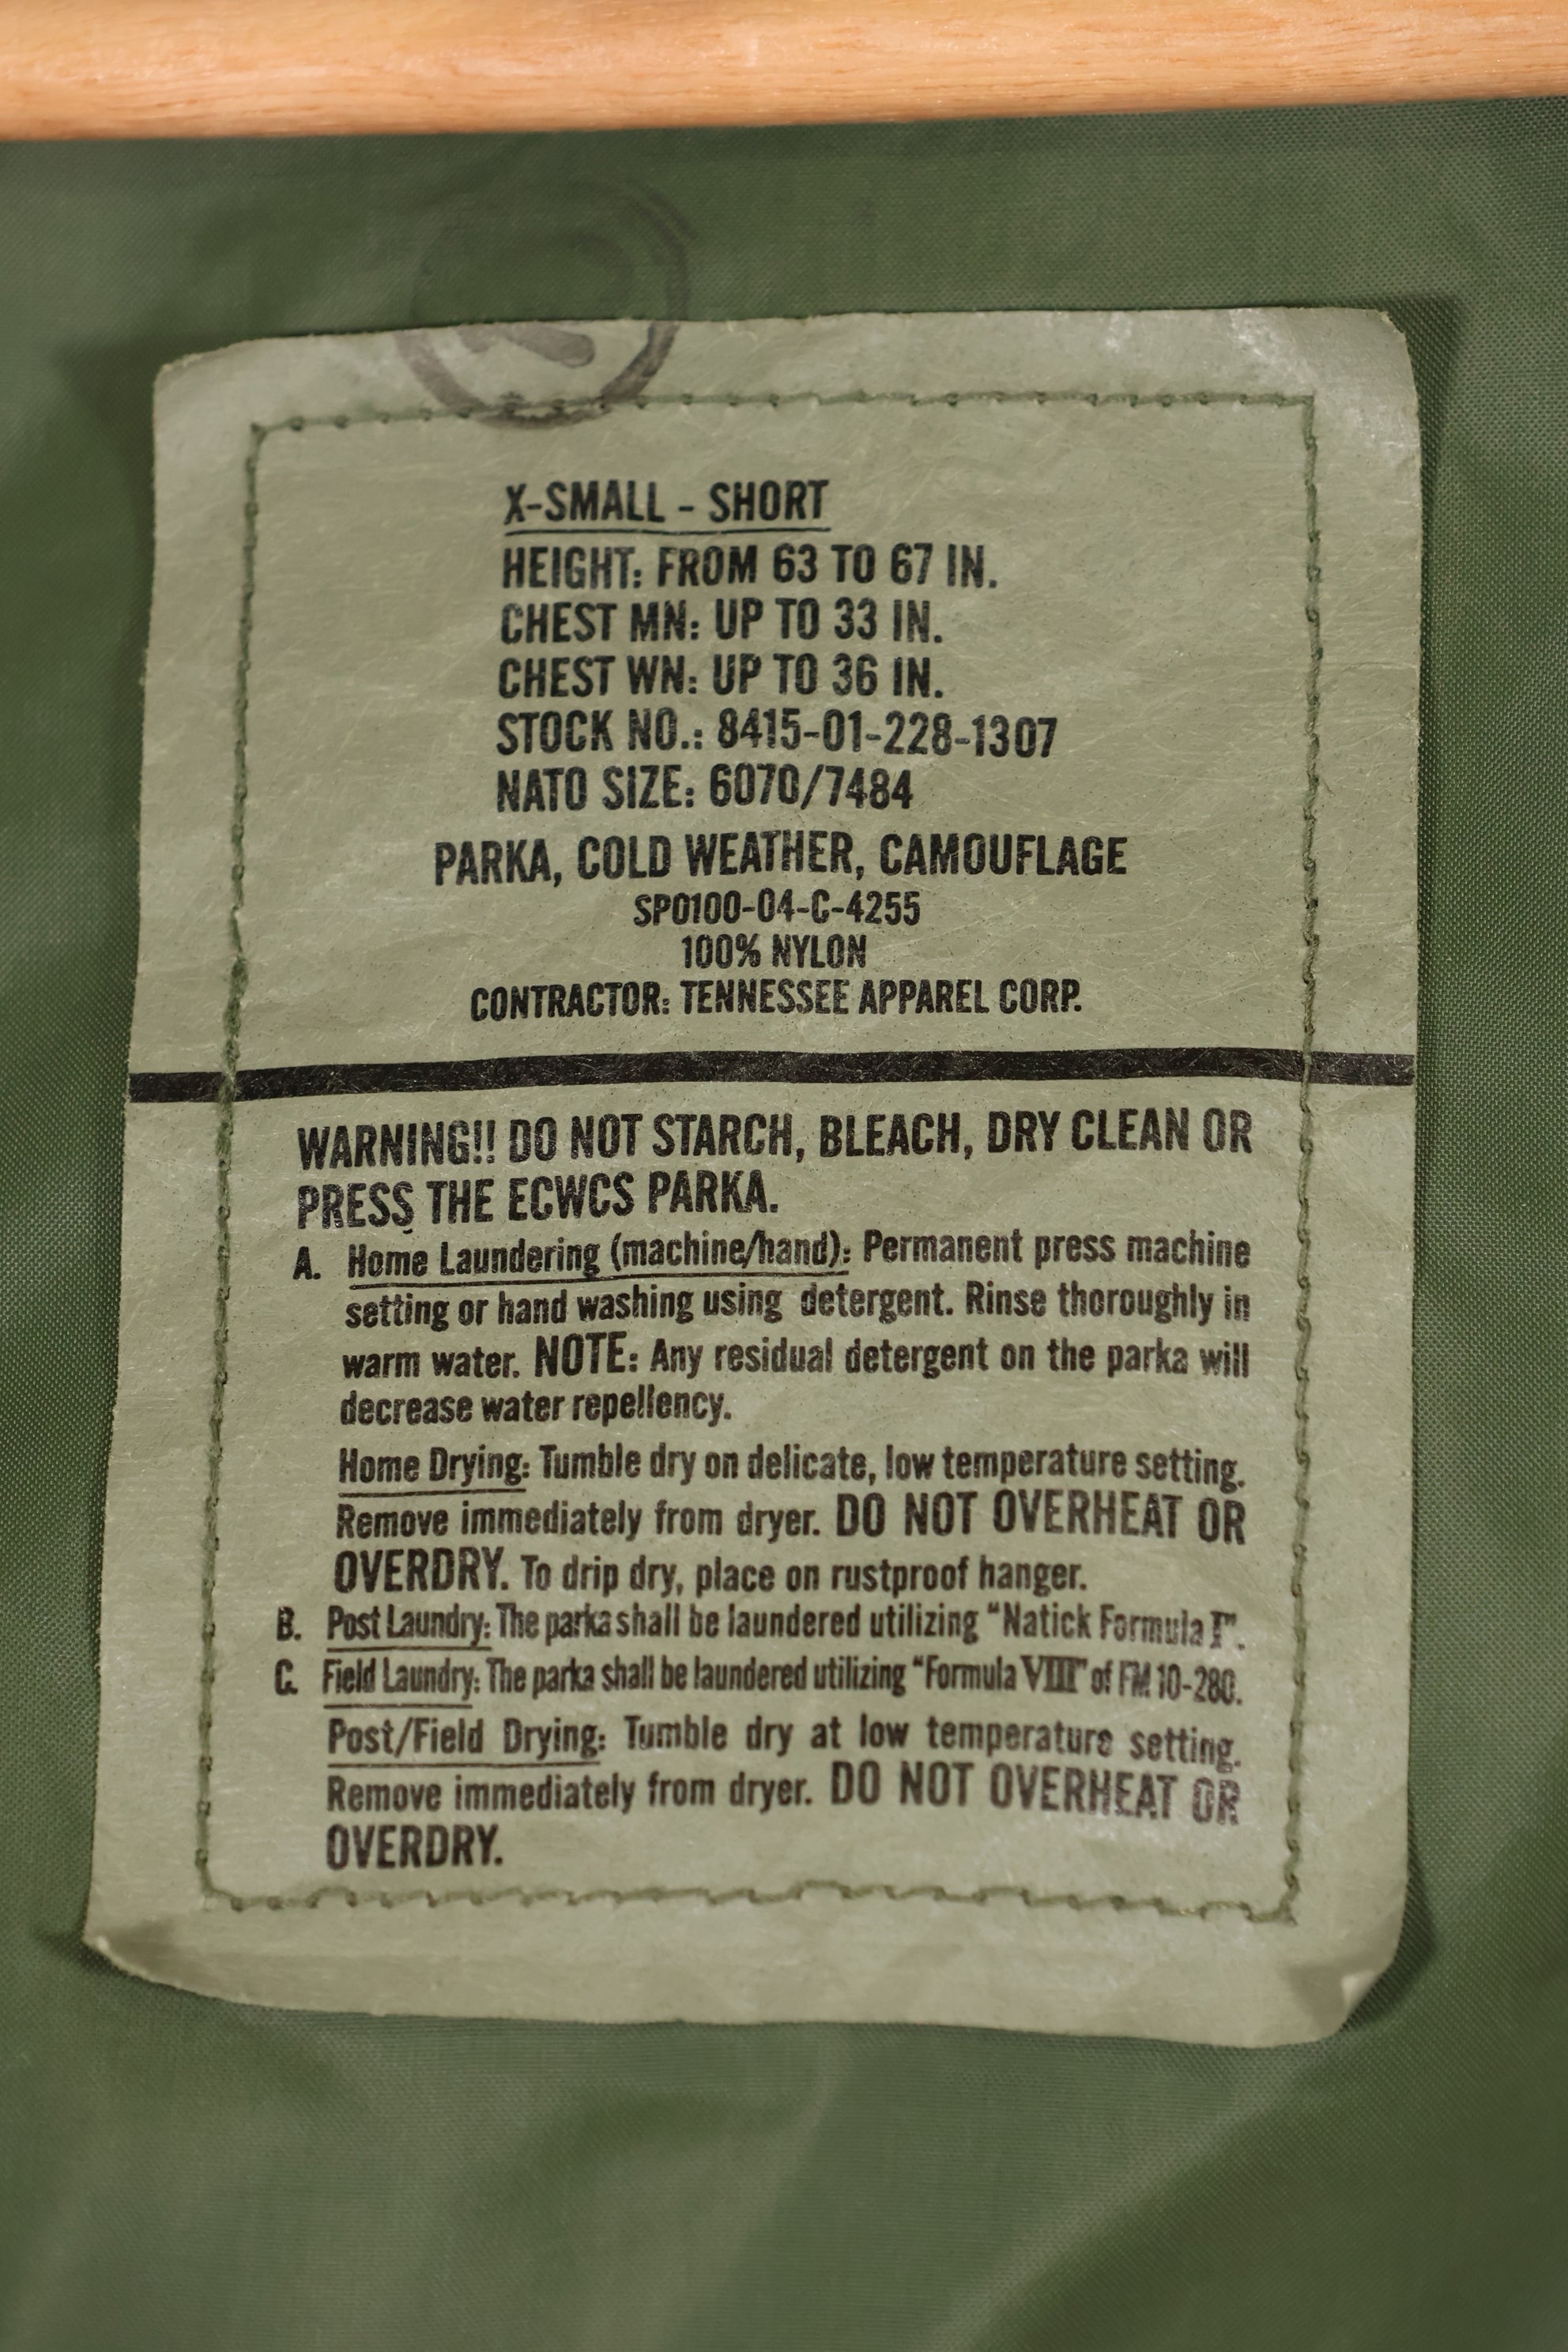 X-SMALL - SHORT
HEIGHT: FROM 63 TO 67 IN.
CHEST MN: UP TO 33 IN.
CHEST WN: UP TO 36 IN.
STOCK NO.: 8415-01-228-1307
NATO SIZE: 6070/7484
PARKA, COLD WEATHER, CAMOUFLAGE
SP0100-04-C-4255
100% NYLON
CONTRACTOR: TENNESSEE APPAREL CORP.
WARNING!! DO NOT STARCH, BLEACH, DRY CLEAN OR
PRESS THE ECWCS PARKA.
A. Home Laundering (machine/hand): Permanent press machine
setting or hand washing using detergent. Rinse thoroughly in
warm water. NOTE: Any residual detergent on the parka will
decrease water repellency.
Home Drying: Tumble dry on delicate, low temperature setting.
Remove immediately from dryer. DO NOT OVERHEAT OR
OVERDRY. To drip dry, place on rustproof hanger.
B. Post Laundry: The parka shall be laundered utilizing “Natick Formula I”.
C. Field Laundry: The parka shall be laundered utilizing “Formula VIII” of FM 10-280.
Post/Field Drying: Tumble dry at low temperature setting.
Remove immediately from dryer. DO NOT OVERHEAT OR
OVERDRY.